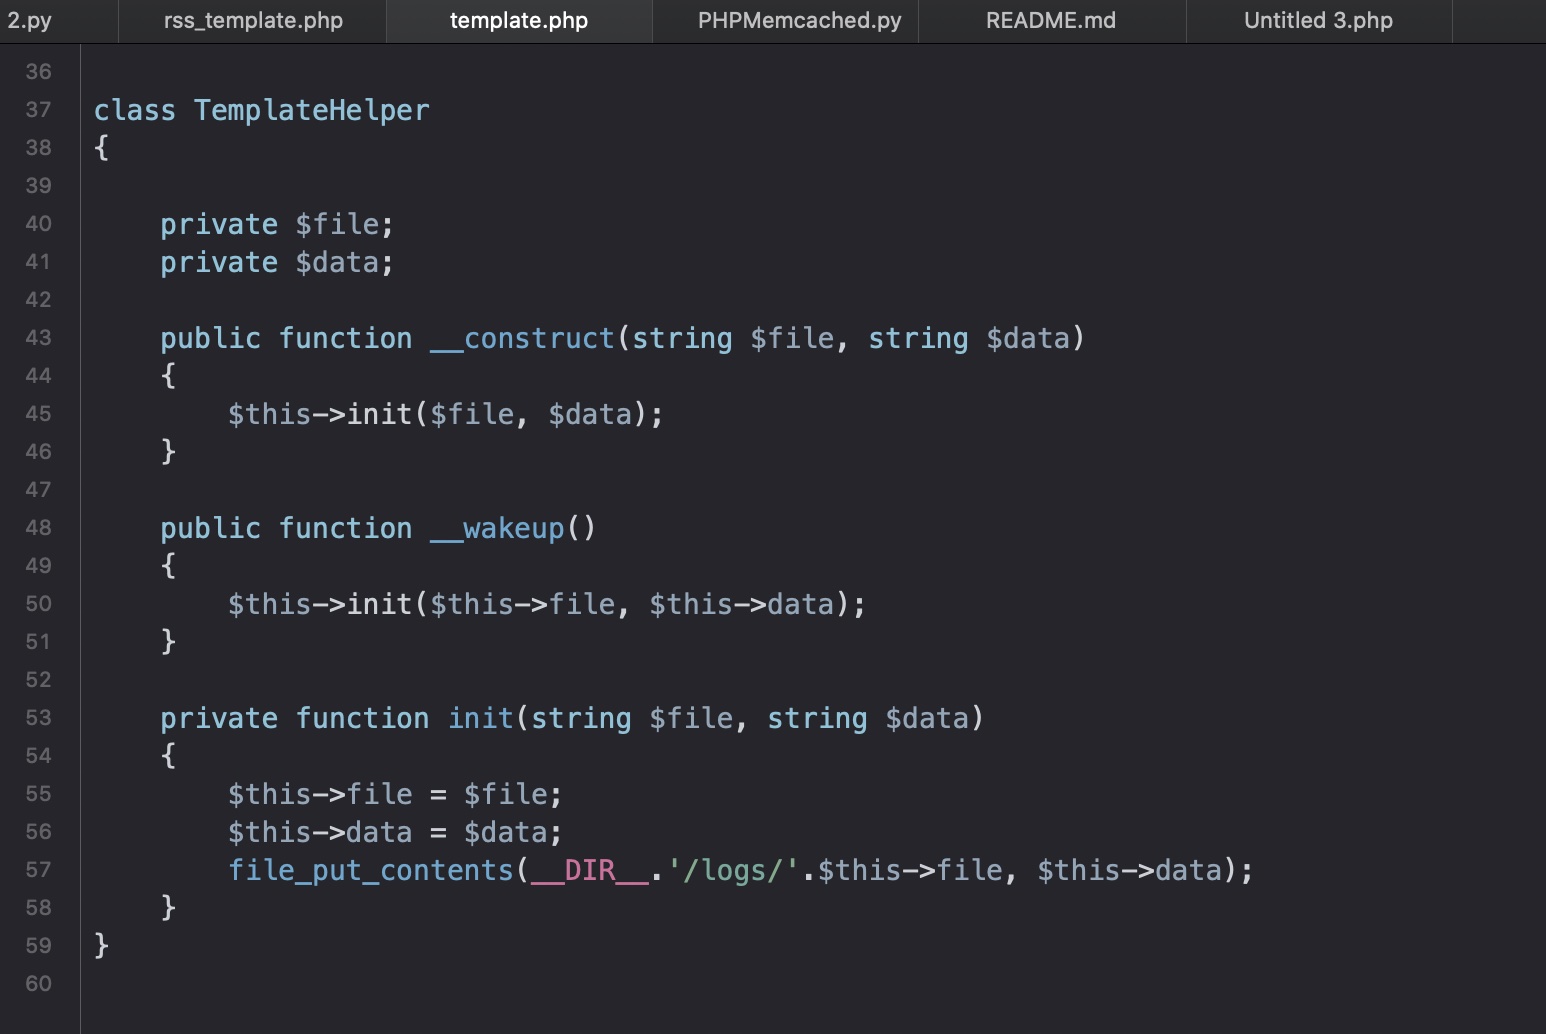 2.py rss_template.php template.php PHPMemcached.py README.md Untitled 3.php
36
37 class TemplateHelper
38 {
39
40     private $file;
41     private $data;
42
43     public function __construct(string $file, string $data)
44     {
45         $this->init($file, $data);
46     }
47
48     public function __wakeup()
49     {
50         $this->init($this->file, $this->data);
51     }
52
53     private function init(string $file, string $data)
54     {
55         $this->file = $file;
56         $this->data = $data;
57         file_put_contents(__DIR__.'/logs/'.$this->file, $this->data);
58     }
59 }
60